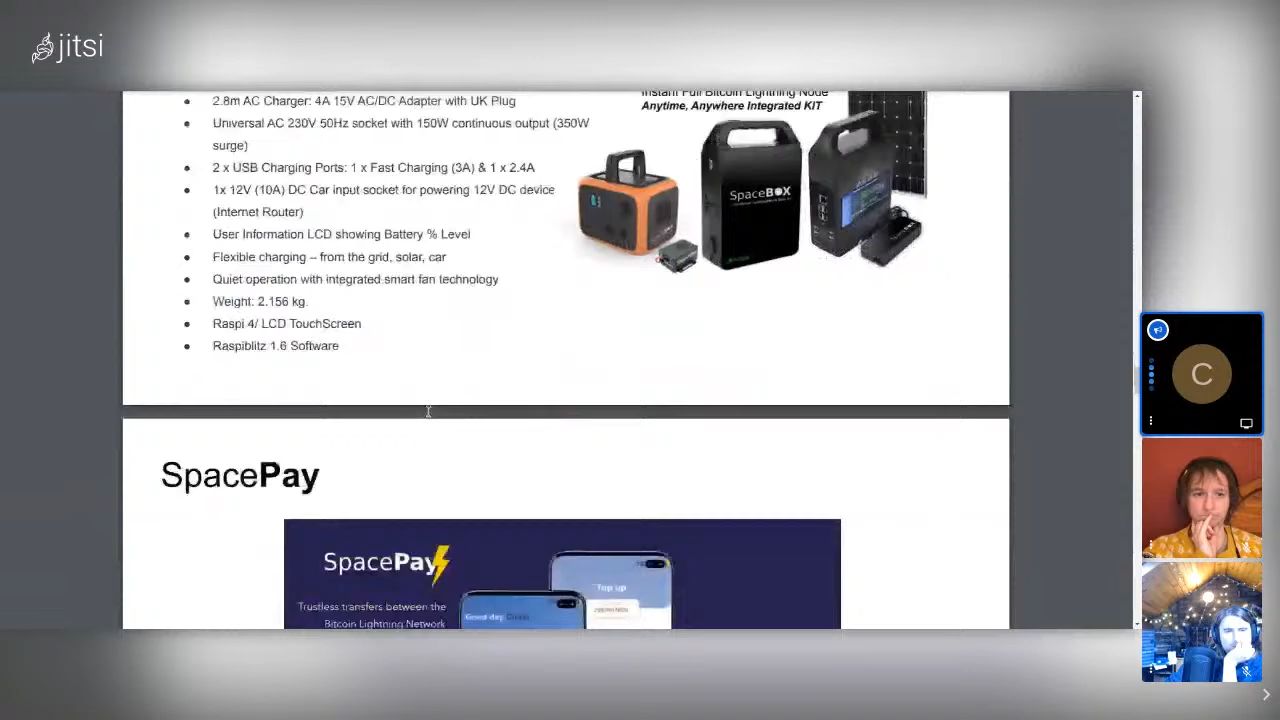 jitsi
2.8m AC Charger: 4A 15V AC/DC Adapter with UK Plug
Universal AC 230V 50Hz socket with 150W continuous output (350W
surge)
2 x USB Charging Ports: 1 x Fast Charging (3A) & 1 x 2.4A
1x 12V (10A) DC Car input socket for powering 12V DC device
(Internet Router)
User Information LCD showing Battery % Level
Flexible charging – from the grid, solar, car
Quiet operation with integrated smart fan technology
Weight: 2.156 kg.
Raspi 4/ LCD TouchScreen
Raspiblitz 1.6 Software
Instant Full Bitcoin Lightning Node
Anytime, Anywhere Integrated KIT
SpaceBOX
SpacePay
SpacePay
Trustless transfers between the
Bitcoin Lightning Network
Good day,
Top up
C